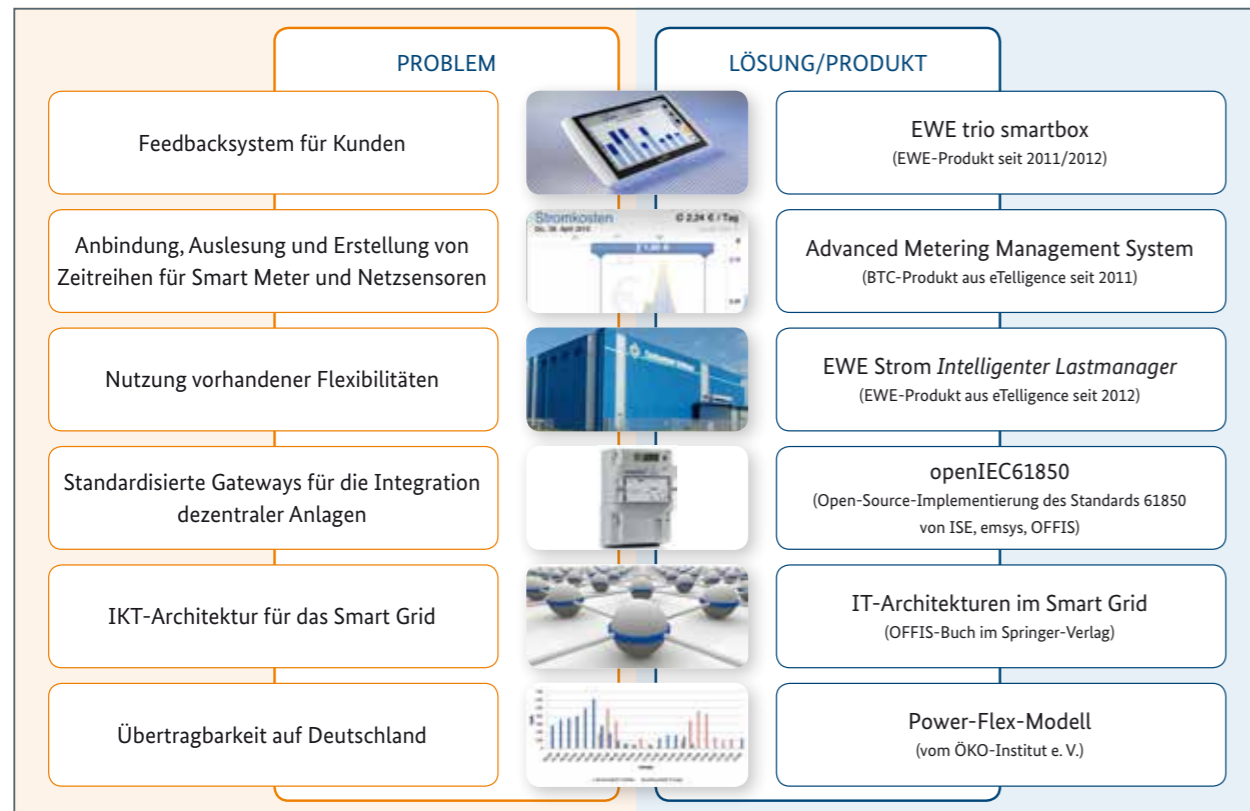 PROBLEM
LÖSUNG/PRODUKT
Feedbacksystem für Kunden
EWE trio smartbox
(EWE-Produkt seit 2011/2012)
Anbindung, Auslesung und Erstellung von
Zeitreihen für Smart Meter und Netzsensoren
Stromkosten
2,24 € / Tag
Advanced Metering Management System
(BTC-Produkt aus eTelligence seit 2011)
Nutzung vorhandener Flexibilitäten
EWE Strom Intelligenter Lastmanager
(EWE-Produkt aus eTelligence seit 2012)
Standardisierte Gateways für die Integration
dezentraler Anlagen
openIEC61850
(Open-Source-Implementierung des Standards 61850
von ISE, emsys, OFFIS)
IKT-Architektur für das Smart Grid
IT-Architekturen im Smart Grid
(OFFIS-Buch im Springer-Verlag)
Übertragbarkeit auf Deutschland
Power-Flex-Modell
(vom ÖKO-Institut e. V.)